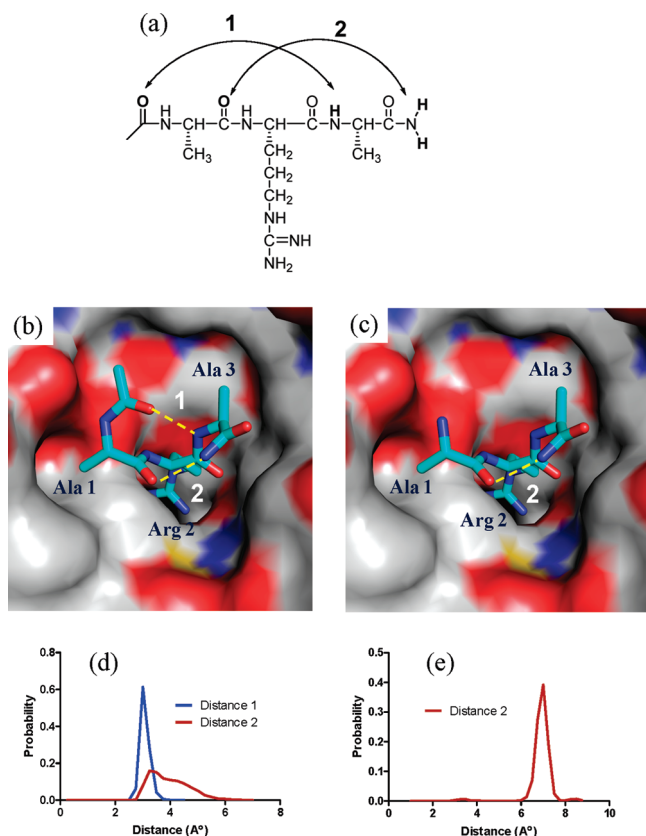 (a)
1
2
O
O
O
O
H
H
H
H
N
N
N
N
H
CH3
CH2
CH3
CH2
CH2
NH
C=NH
NH2
(b)
Ala 3
1
Ala 1
2
Arg 2
(c)
Ala 3
Ala 1
2
Arg 2
(d)
0.8
0.6
0.4
0.2
0.0
Probability
Distance 1
Distance 2
0 2 4 6 8
Distance (Aº)
(e)
0.5
0.4
0.3
0.2
0.1
0.0
Probability
Distance 2
0 2 4 6 8 10
Distance (Aº)